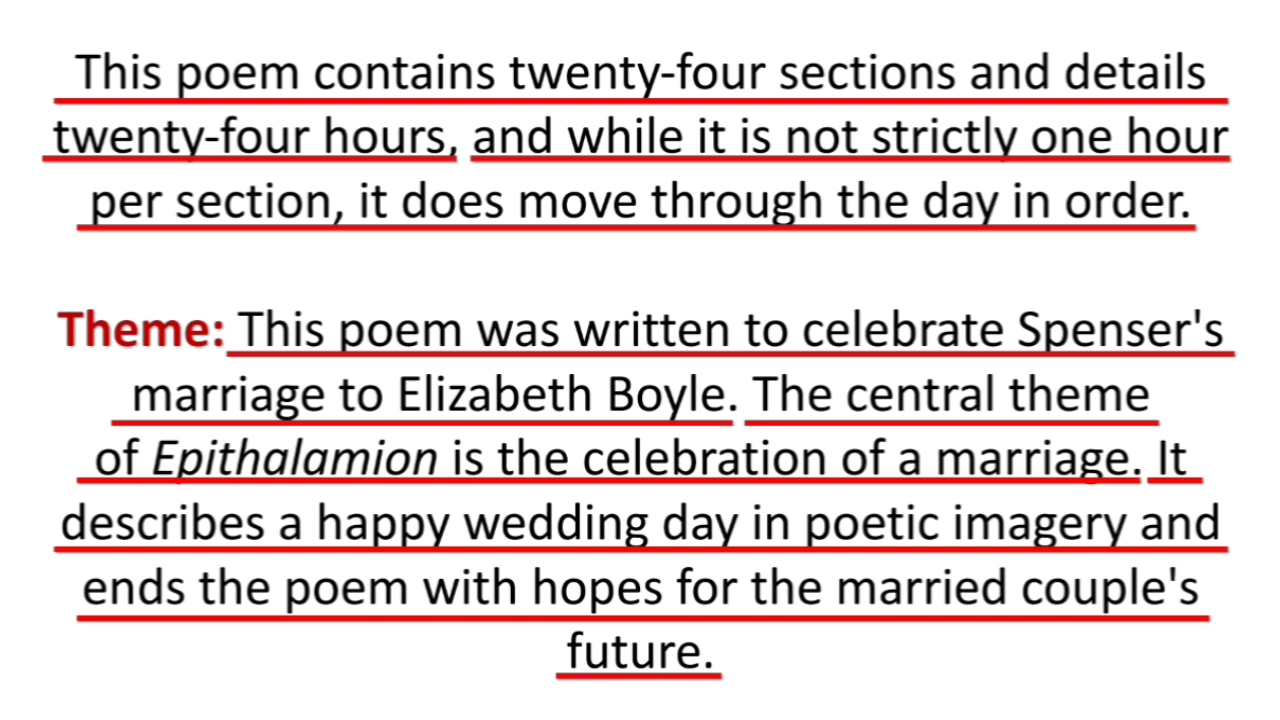 This poem contains twenty-four sections and details
twenty-four hours, and while it is not strictly one hour
per section, it does move through the day in order.
Theme: This poem was written to celebrate Spenser's
marriage to Elizabeth Boyle. The central theme
of Epithalamion is the celebration of a marriage. It
describes a happy wedding day in poetic imagery and
ends the poem with hopes for the married couple's
future.